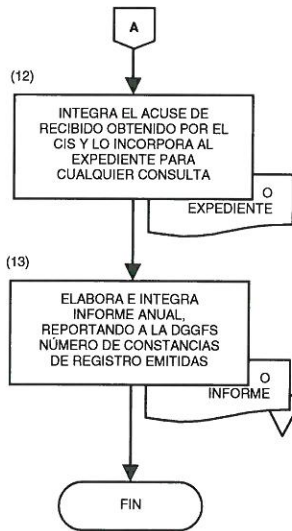 A
(12)
INTEGRA EL ACUSE DE
RECIBIDO OBTENIDO POR EL
CIS Y LO INCORPORA AL
EXPEDIENTE PARA
CUALQUIER CONSULTA
O
EXPEDIENTE
(13)
ELABORA E INTEGRA
INFORME ANUAL,
REPORTANDO A LA DGGFS
NÚMERO DE CONSTANCIAS
DE REGISTRO EMITIDAS
O
INFORME
FIN